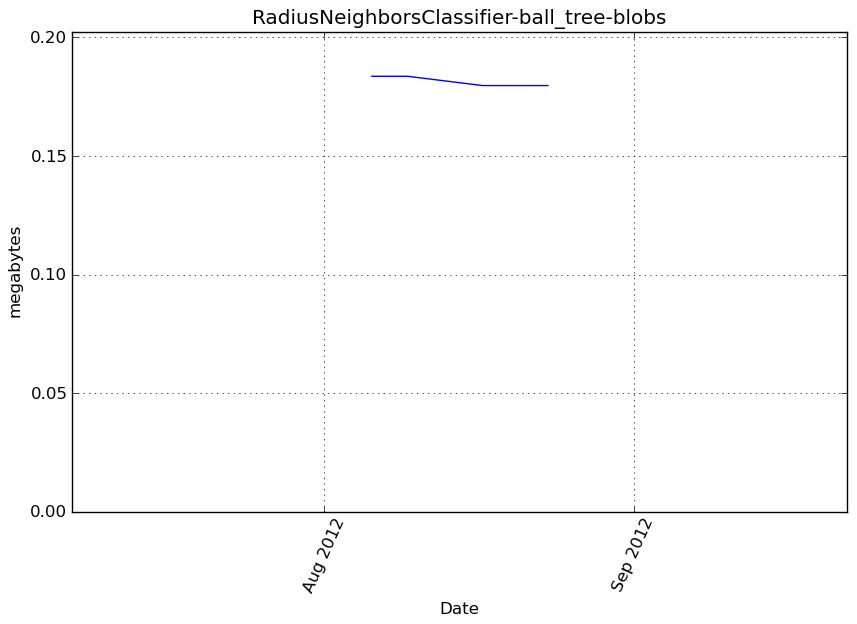 RadiusNeighborsClassifier-ball_tree-blobs
0.20
0.15
0.10
0.05
0.00
megabytes
Aug 2012
Sep 2012
Date